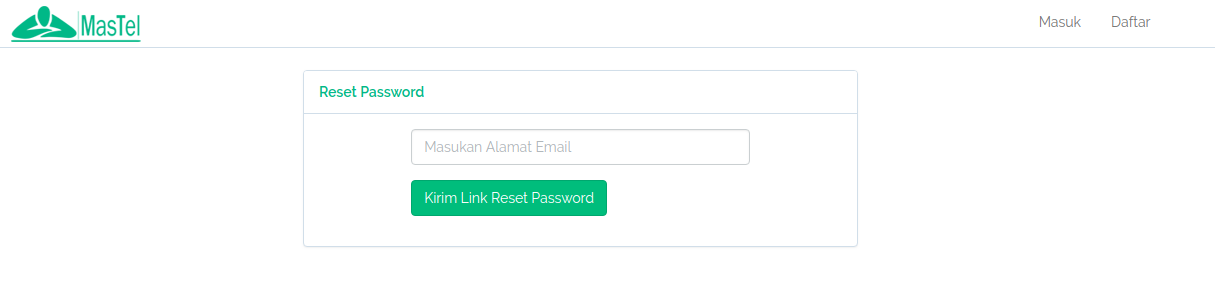 MasTel
Masuk Daftar
Reset Password
Masukan Alamat Email
Kirim Link Reset Password